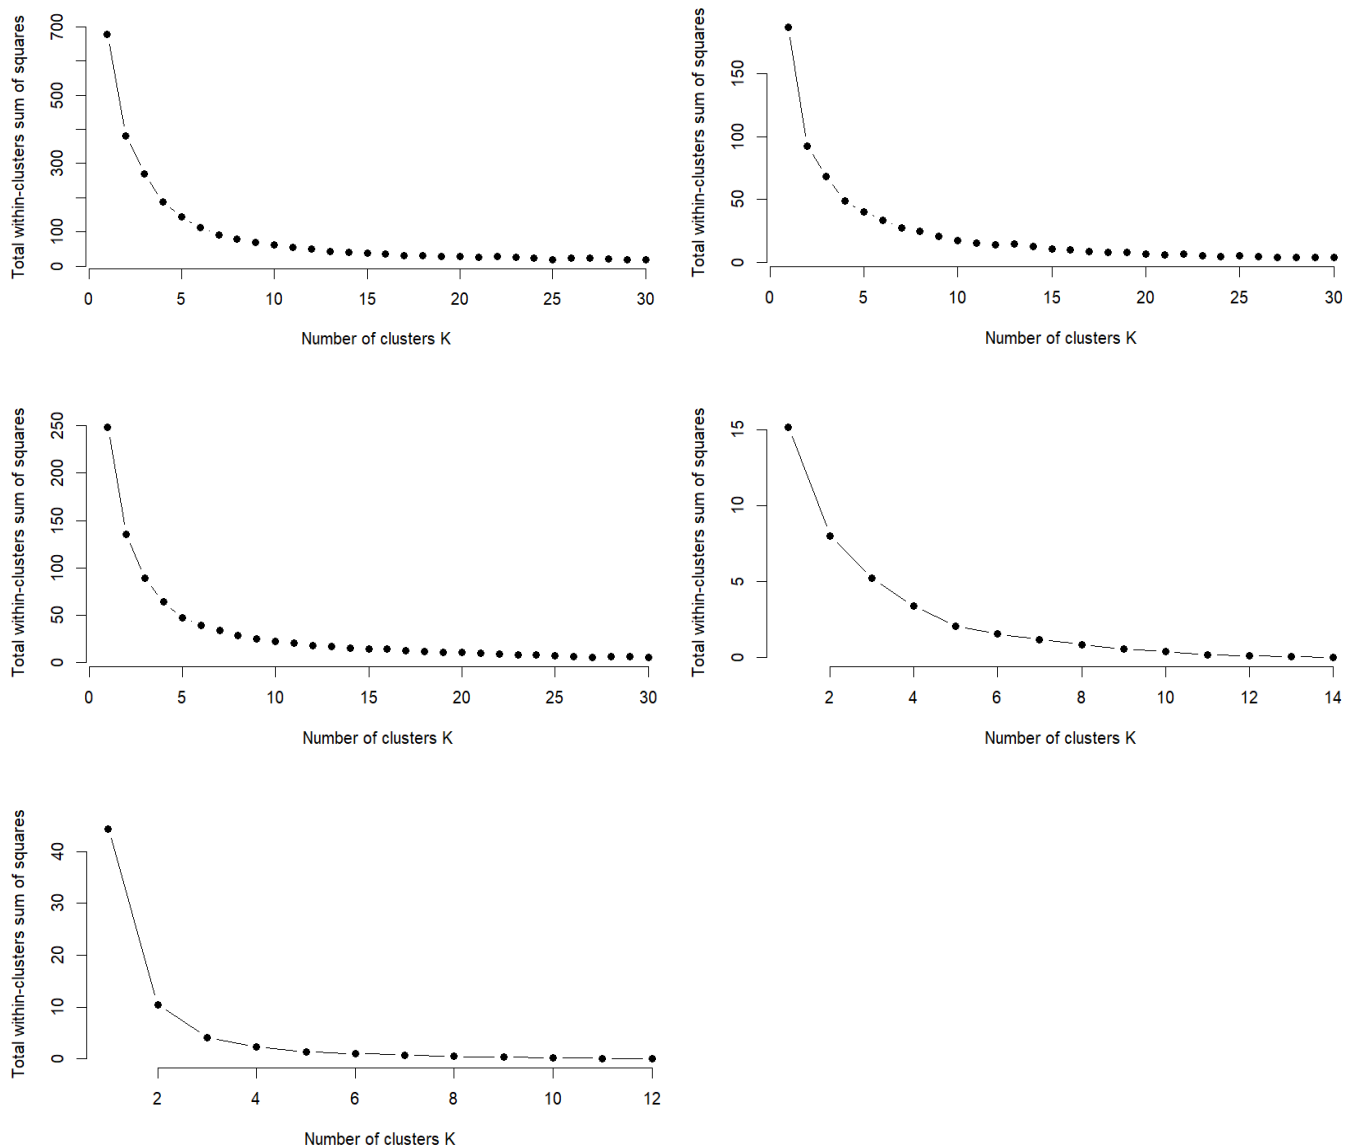 Total within-clusters sum of squares
700
500
300
100
0
0 5 10 15 20 25 30
Number of clusters K
Total within-clusters sum of squares
150
100
50
0
0 5 10 15 20 25 30
Number of clusters K
Total within-clusters sum of squares
250
200
150
100
50
0
0 5 10 15 20 25 30
Number of clusters K
Total within-clusters sum of squares
15
10
5
0
2 4 6 8 10 12 14
Number of clusters K
Total within-clusters sum of squares
40
30
20
10
0
2 4 6 8 10 12
Number of clusters K